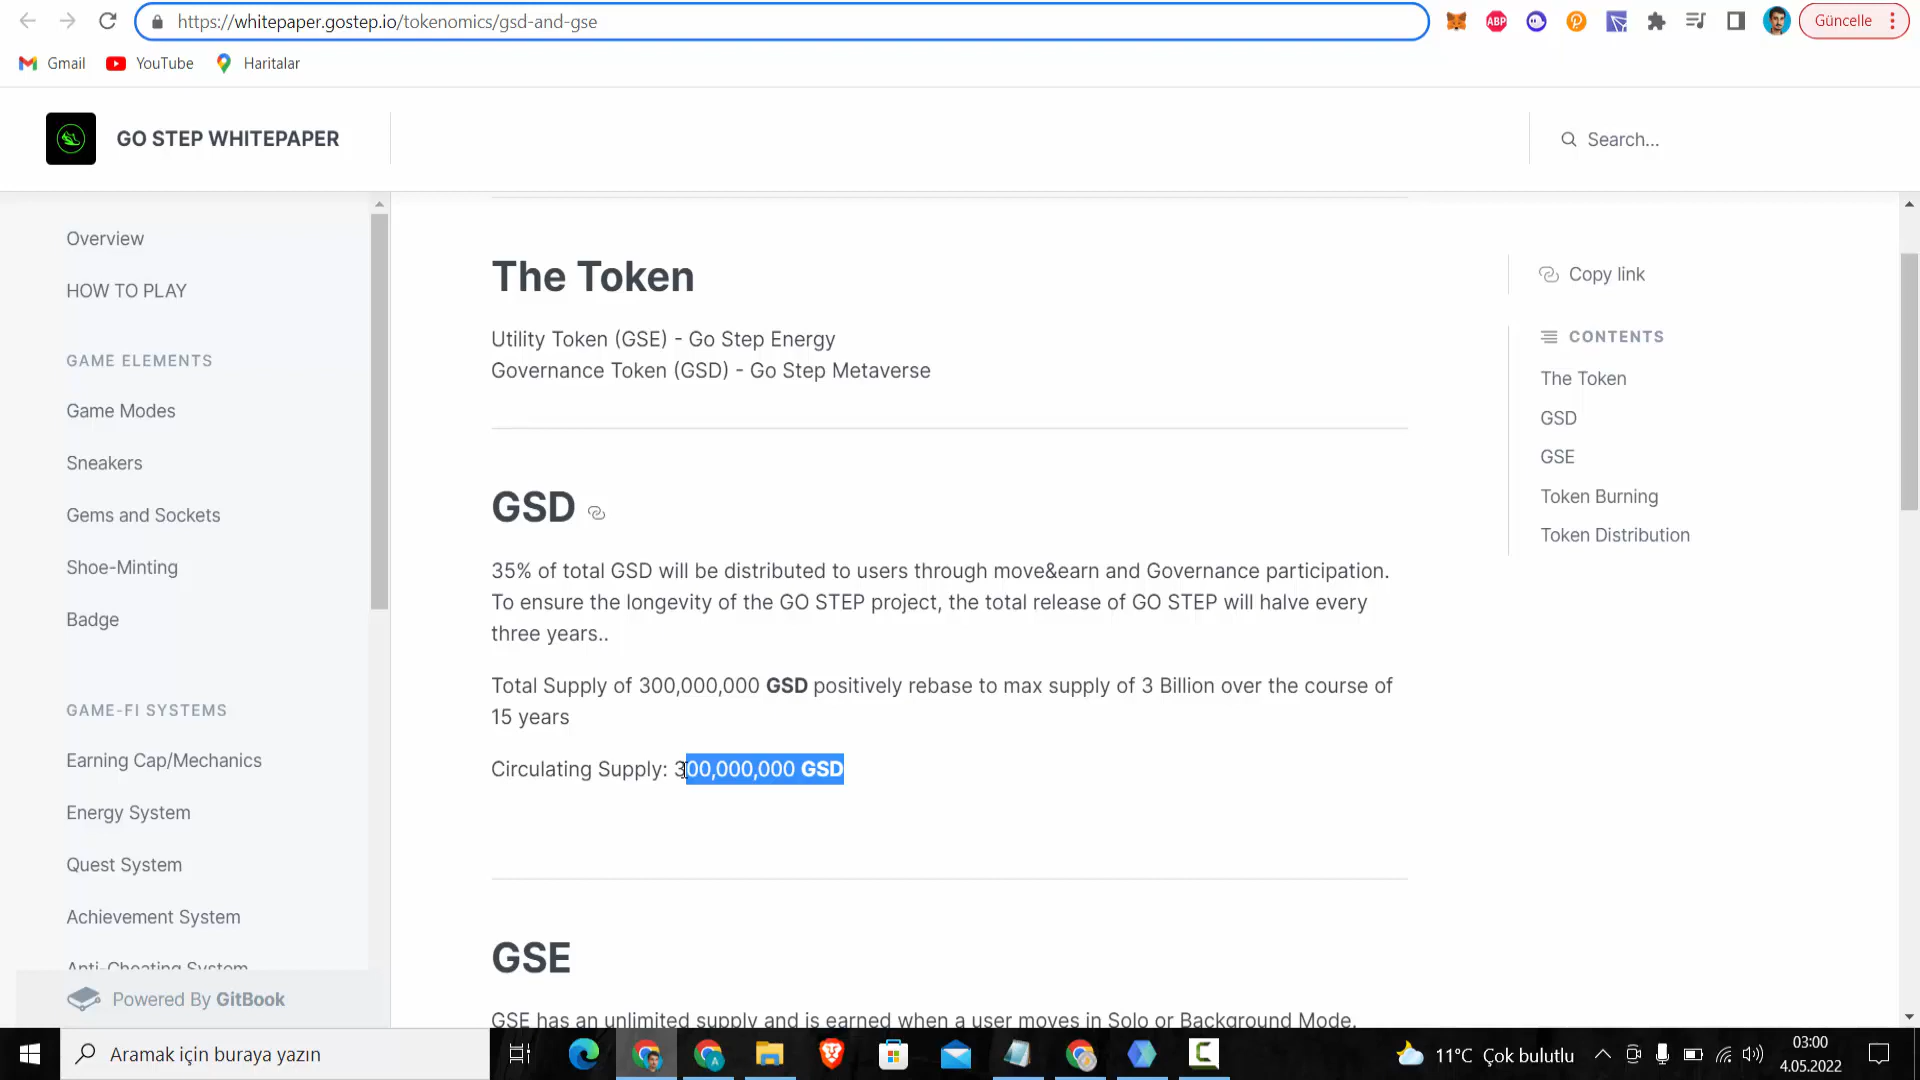 https://whitepaper.gostep.io/tokenomics/gsd-and-gse
ABP
Güncelle
Gmail
YouTube
Haritalar
GO STEP WHITEPAPER
Search...
Overview
HOW TO PLAY
GAME ELEMENTS
Game Modes
Sneakers
Gems and Sockets
Shoe-Minting
Badge
GAME-FI SYSTEMS
Earning Cap/Mechanics
Energy System
Quest System
Achievement System
Anti-Cheating System
Powered By GitBook
The Token
Utility Token (GSE) - Go Step Energy
Governance Token (GSD) - Go Step Metaverse
GSD
35% of total GSD will be distributed to users through move&earn and Governance participation.
To ensure the longevity of the GO STEP project, the total release of GO STEP will halve every
three years..
Total Supply of 300,000,000 GSD positively rebase to max supply of 3 Billion over the course of
15 years
Circulating Supply: 300,000,000 GSD
GSE
GSE has an unlimited supply and is earned when a user moves in Solo or Background Mode.
Copy link
CONTENTS
The Token
GSD
GSE
Token Burning
Token Distribution
Aramak için buraya yazın
A
11°C Çok bulutlu
03:00
4.05.2022